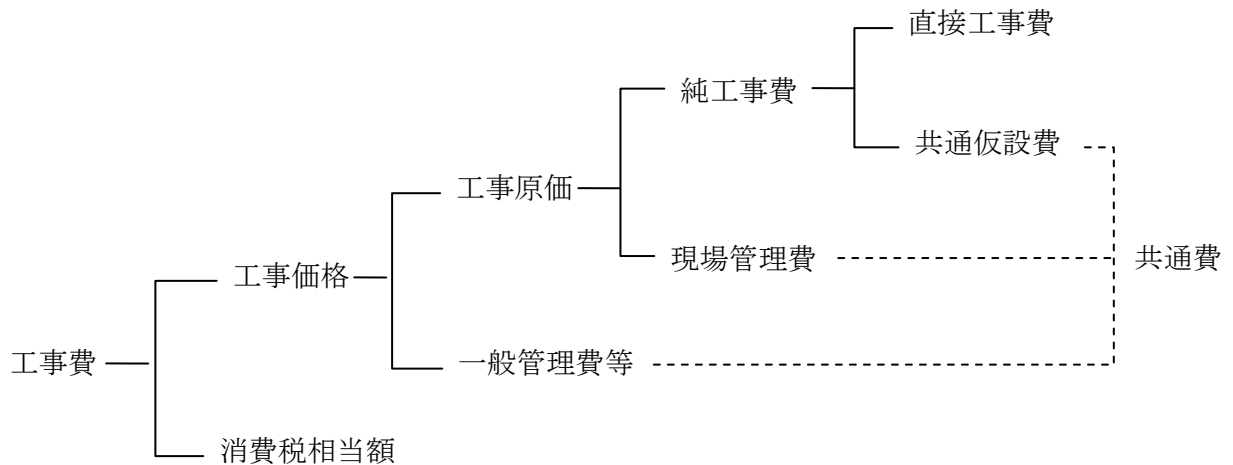 直接工事費
純工事費
共通仮設費
工事原価
現場管理費
共通費
工事価格
工事費
一般管理費等
消費税相当額